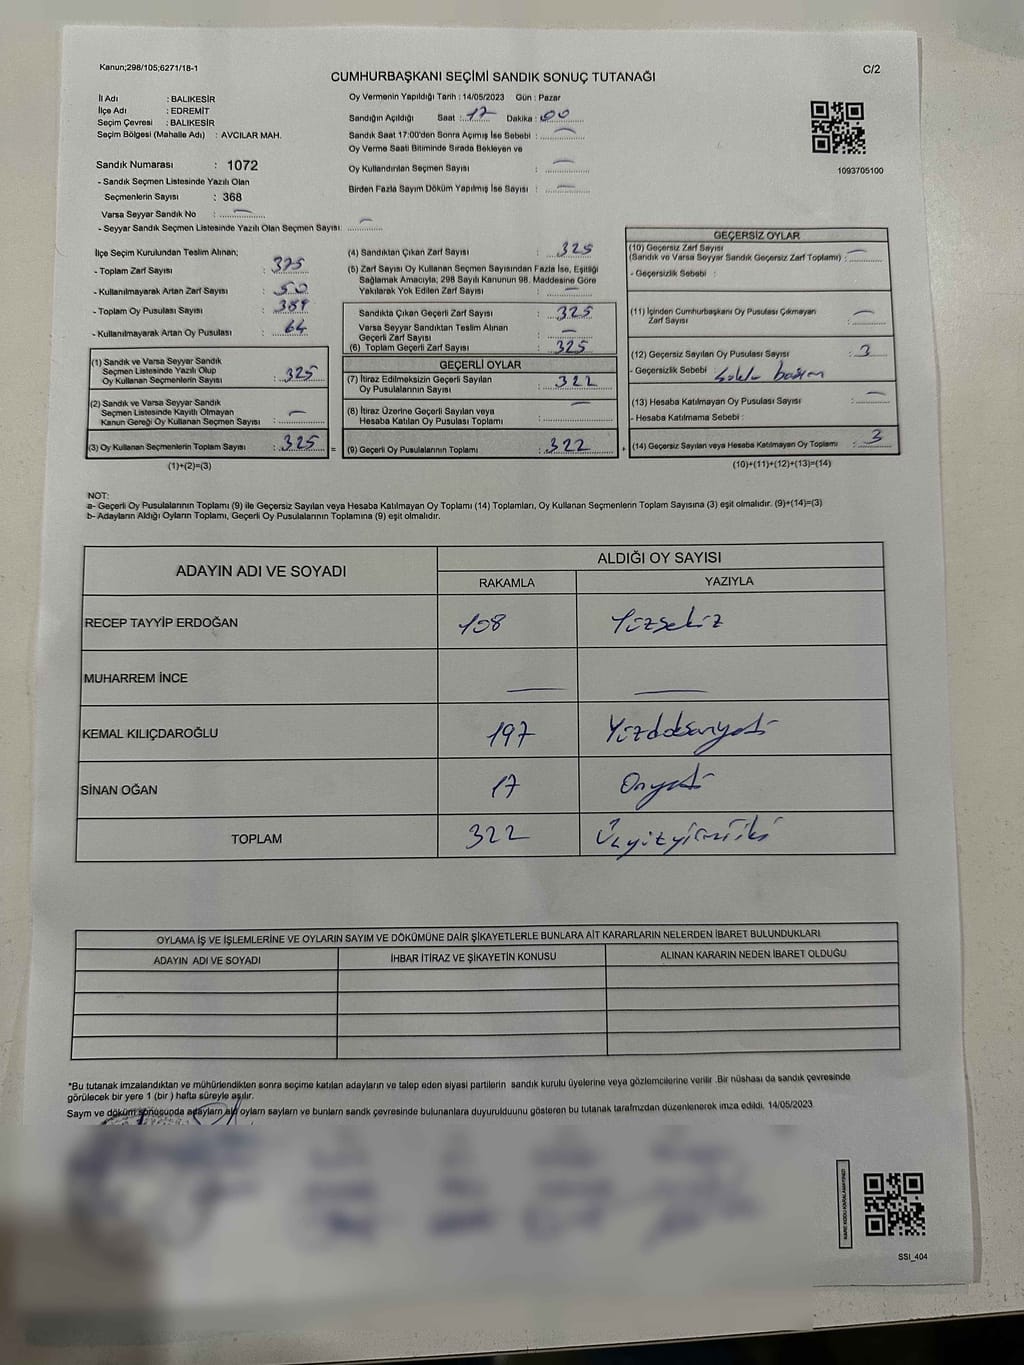 Kanun;298/105;6271/18-1
C/2
CUMHURBAŞKANI SEÇİMİ SANDIK SONUÇ TUTANAĞI
İl Adı : BALIKESİR
İlçe Adı : EDREMİT
Seçim Çevresi : BALIKESİR
Seçim Bölgesi (Mahalle Adı) : AVCILAR MAH.
Oy Vermenin Yapıldığı Tarih : 14/05/2023 Gün : Pazar
Sandığın Açıldığı Saat : 17 Dakika : 00
Sandık Saat 17:00'den Sonra Açımış İse Sebebi : —
Oy Verme Saati Bitiminde Sırada Bekleyen ve
Oy Kullandırılan Seçmen Sayısı : —
Birden Fazla Sayım Döküm Yapılmış İse Sayısı : —
1093705100
Sandık Numarası : 1072
- Sandık Seçmen Listesinde Yazılı Olan
Seçmenlerin Sayısı : 368
Varsa Seyyar Sandık No : —
- Seyyar Sandık Seçmen Listesinde Yazılı Olan Seçmen Sayısı : —
İlçe Seçim Kurulundan Teslim Alınan;
- Toplam Zarf Sayısı : 375
- Kullanılmayarak Artan Zarf Sayısı : 50
- Toplam Oy Pusulası Sayısı : 389
- Kullanılmayarak Artan Oy Pusulası : 64
(1) Sandık ve Varsa Seyyar Sandık
Seçmen Listesinde Yazılı Olup
Oy Kullanan Seçmenlerin Sayısı : 325
(2) Sandık ve Varsa Seyyar Sandık
Seçmen Listesinde Kayıtlı Olmayan
Kanun Gereği Oy Kullanan Seçmen Sayısı : —
(3) Oy Kullanan Seçmenlerin Toplam Sayısı : 325 =
(1)+(2)=(3)
(4) Sandıktan Çıkan Zarf Sayısı : 325
(5) Zarf Sayısı Oy Kullanan Seçmen Sayısından Fazla İse, Eşitliği
Sağlamak Amacıyla; 298 Sayılı Kanunun 98. Maddesine Göre
Yakılarak Yok Edilen Zarf Sayısı : —
Sandıkta Çıkan Geçerli Zarf Sayısı : 325
Varsa Seyyar Sandıktan Teslim Alınan
Geçerli Zarf Sayısı : —
(6) Toplam Geçerli Zarf Sayısı : 325
GEÇERLİ OYLAR
(7) İtiraz Edilmeksizin Geçerli Sayılan
Oy Pusulalarının Sayısı : 322
(8) İtiraz Üzerine Geçerli Sayılan veya
Hesaba Katılan Oy Pusulası Toplamı : —
(9) Geçerli Oy Pusulalarının Toplamı : 322 +
GEÇERSİZ OYLAR
(10) Geçersiz Zarf Sayısı
(Sandık ve Varsa Seyyar Sandık Geçersiz Zarf Toplamı) : —
- Geçersizlik Sebebi :
(11) İçinden Cumhurbaşkanı Oy Pusulası Çıkmayan
Zarf Sayısı : —
(12) Geçersiz Sayılan Oy Pusulası Sayısı : 3
- Geçersizlik Sebebi
(13) Hesaba Katılmayan Oy Pusulası Sayısı : —
- Hesaba Katılmama Sebebi :
(14) Geçersiz Sayılan veya Hesaba Katılmayan Oy Toplamı : 3
(10)+(11)+(12)+(13)=(14)
NOT:
a- Geçerli Oy Pusulalarının Toplamı (9) ile Geçersiz Sayılan veya Hesaba Katılmayan Oy Toplamı (14) Toplamları, Oy Kullanan Seçmenlerin Toplam Sayısına (3) eşit olmalıdır. (9)+(14)=(3)
b- Adayların Aldığı Oyların Toplamı, Geçerli Oy Pusulalarının Toplamına (9) eşit olmalıdır.
ADAYIN ADI VE SOYADI
ALDIĞI OY SAYISI
RAKAMLA YAZIYLA
RECEP TAYYİP ERDOĞAN 108 Yüzsekiz
MUHARREM İNCE — —
KEMAL KILIÇDAROĞLU 197 Yüzdoksanyedi
SİNAN OĞAN 17 Onyedi
TOPLAM 322 Üçyüzyirmiiki
OYLAMA İŞ VE İŞLEMLERİNE VE OYLARIN SAYIM VE DÖKÜMÜNE DAİR ŞİKAYETLERLE BUNLARA AİT KARARLARIN NELERDEN İBARET BULUNDUKLARI
ADAYIN ADI VE SOYADI İHBAR İTİRAZ VE ŞİKAYETİN KONUSU ALINAN KARARIN NEDEN İBARET OLDUĞU
*Bu tutanak imzalandıktan ve mühürlendikten sonra seçime katılan adayların ve talep eden siyasi partilerin sandık kurulu üyelerine veya gözlemcilerine verilir .Bir nüshası da sandık çevresinde
görülecek bir yere 1 (bir ) hafta süreyle asılır.
Sayım ve döküm sonuçunda adayların aldı oyların sayların ve bunların sandk çevresinde bulunanlara duyurulduunu gösteren bu tutanak tarafmzdan düzenlenerek imza edildi. 14/05/2023
SSI_404